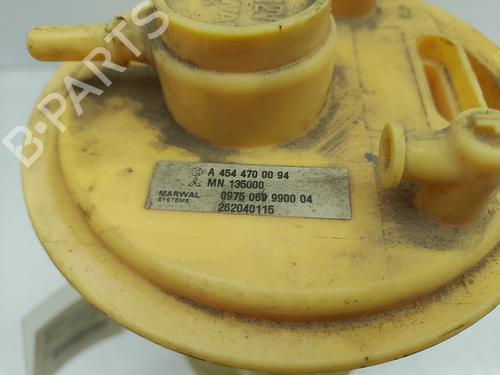 B-PARTS
A 454 470 00 94
MN 135000
MARWAL 0975 069 9900 04
SYSTEMS 262040115